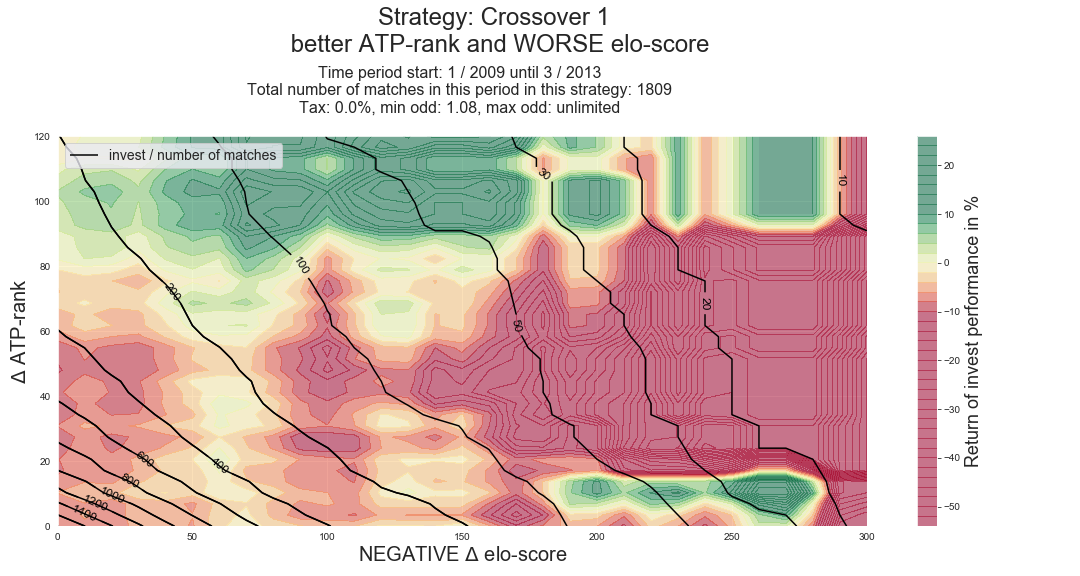 Strategy: Crossover 1
better ATP-rank and WORSE elo-score
Time period start: 1 / 2009 until 3 / 2013
Total number of matches in this period in this strategy: 1809
Tax: 0.0%, min odd: 1.08, max odd: unlimited
invest / number of matches
Δ ATP-rank
120
100
80
60
40
20
0
0 50 100 150 200 250 300
NEGATIVE Δ elo-score
200
100
50
30
20
10
400
600
800
1000
1200
1400
20
10
0
−10
−20
−30
−40
−50
Return of invest performance in %